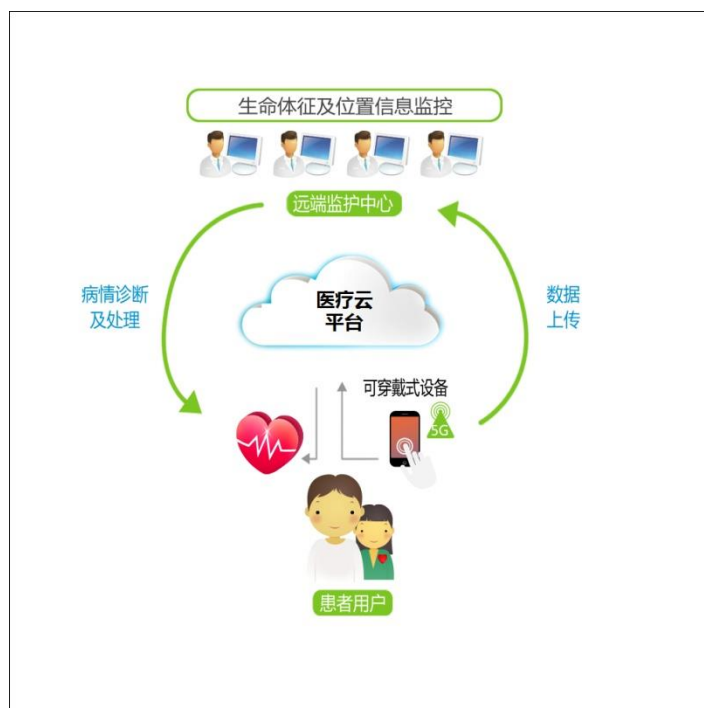 生命体征及位置信息监控
远端监护中心
病情诊断
及处理
医疗云
平台
数据
上传
可穿戴式设备
5G
患者用户